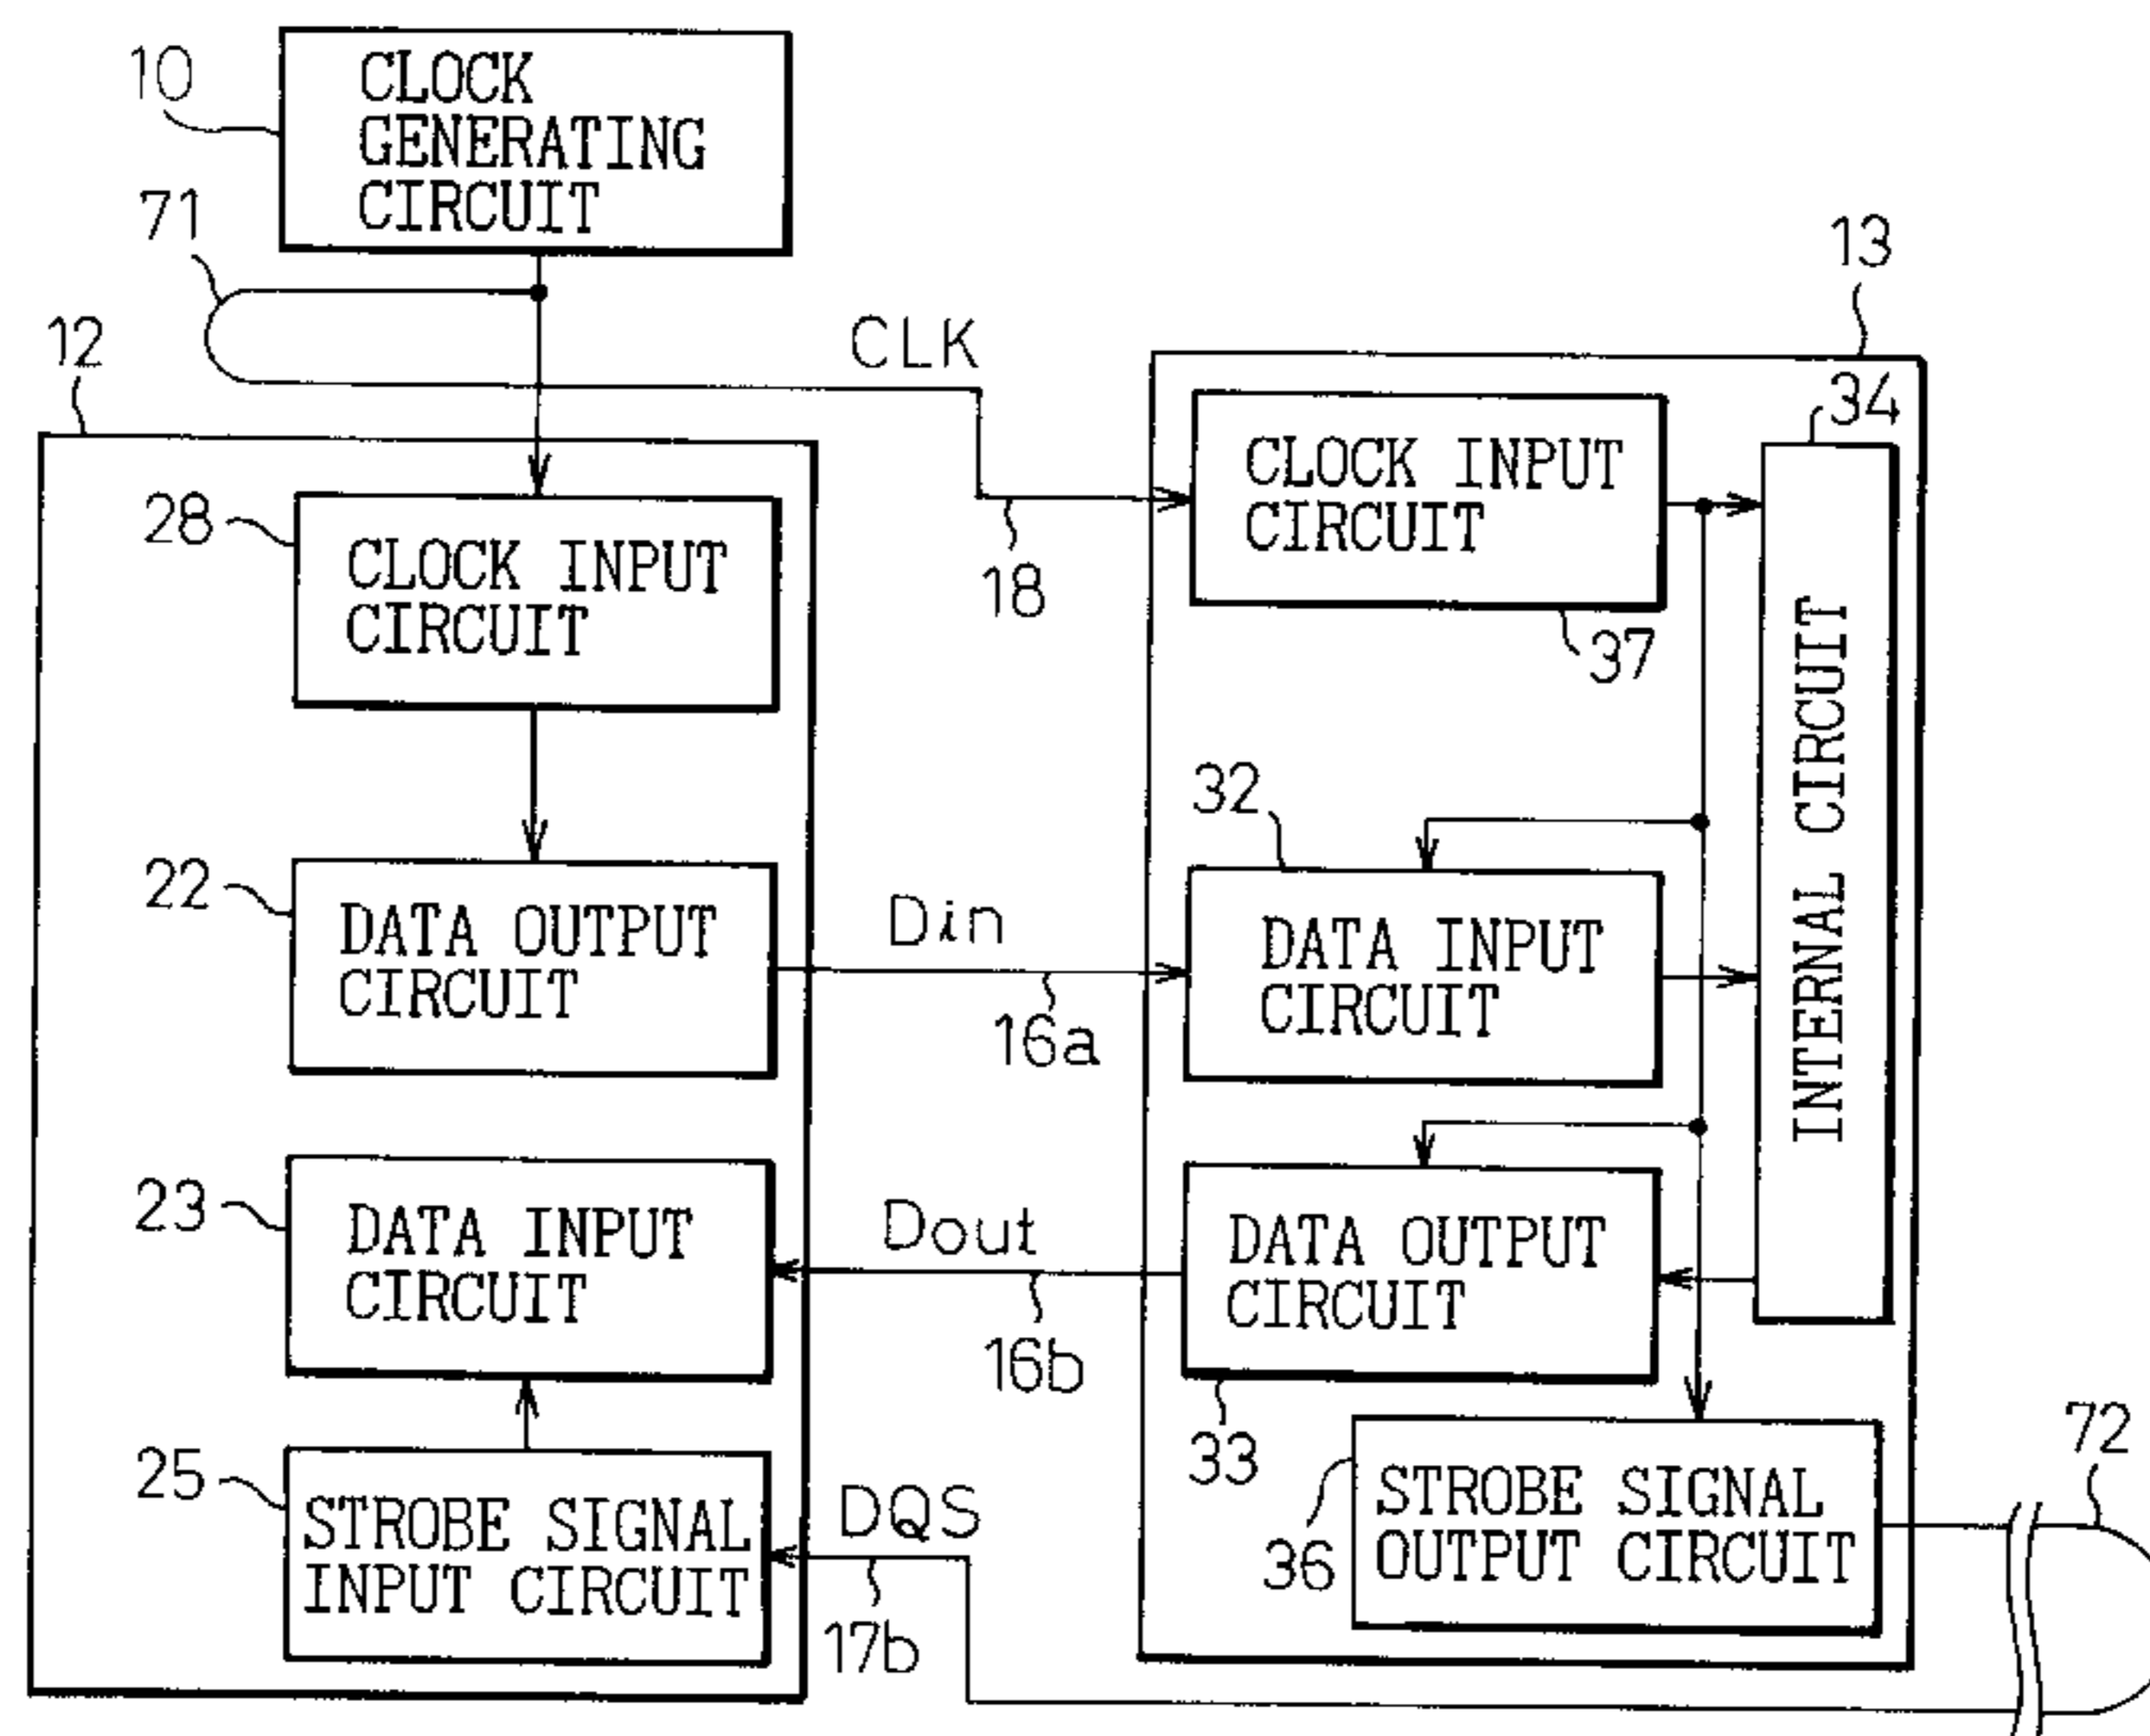 10
CLOCK
GENERATING
CIRCUIT
71
13
12
CLK
34
28
CLOCK INPUT
CIRCUIT
CLOCK INPUT
CIRCUIT
18
37
INTERNAL CIRCUIT
32
22
DATA OUTPUT
CIRCUIT
Din
DATA INPUT
CIRCUIT
16a
23
DATA INPUT
CIRCUIT
Dout
DATA OUTPUT
CIRCUIT
16b
33
72
25
STROBE SIGNAL
INPUT CIRCUIT
DQS
36
STROBE SIGNAL
OUTPUT CIRCUIT
17b